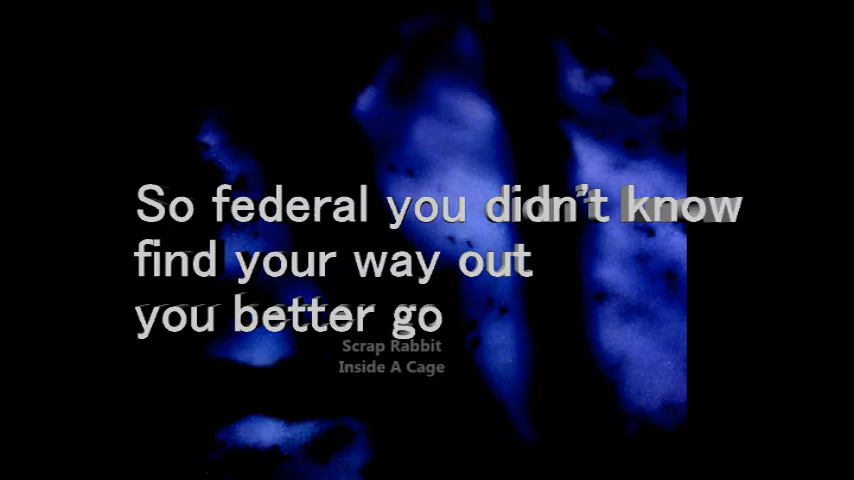 So federal you didn't know
find your way out
you better go
Scrap Rabbit
Inside A Cage